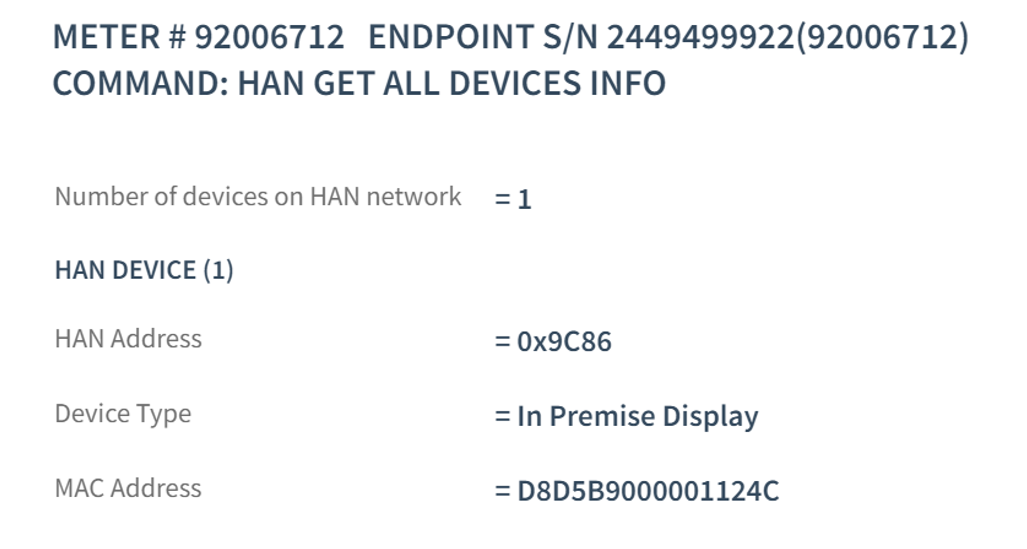 METER # 92006712 ENDPOINT S/N 2449499922(92006712)
COMMAND: HAN GET ALL DEVICES INFO
Number of devices on HAN network = 1
HAN DEVICE (1)
HAN Address = 0x9C86
Device Type = In Premise Display
MAC Address = D8D5B9000001124C